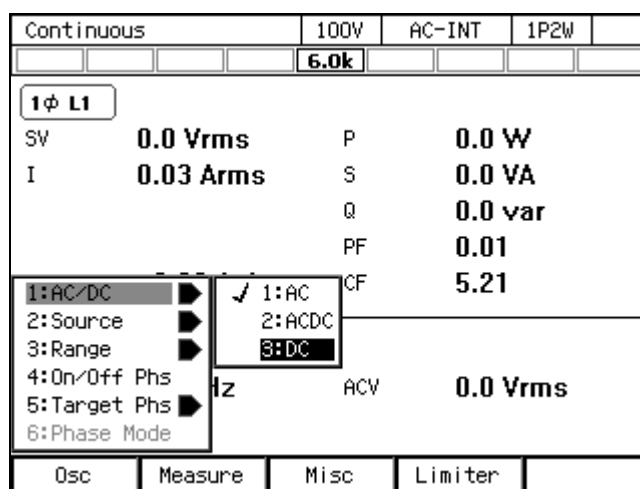 Continuous 100V AC-INT 1P2W
6.0k
1ϕ L1
SV 0.0 Vrms P 0.0 W
I 0.03 Arms S 0.0 VA
Q 0.0 var
PF 0.01
CF 5.21
1:AC/DC ✓ 1:AC
2:Source 2:ACDC
3:Range 3:DC
4:On/Off Phs
Hz ACV 0.0 Vrms
5:Target Phs
6:Phase Mode
Osc Measure Misc Limiter